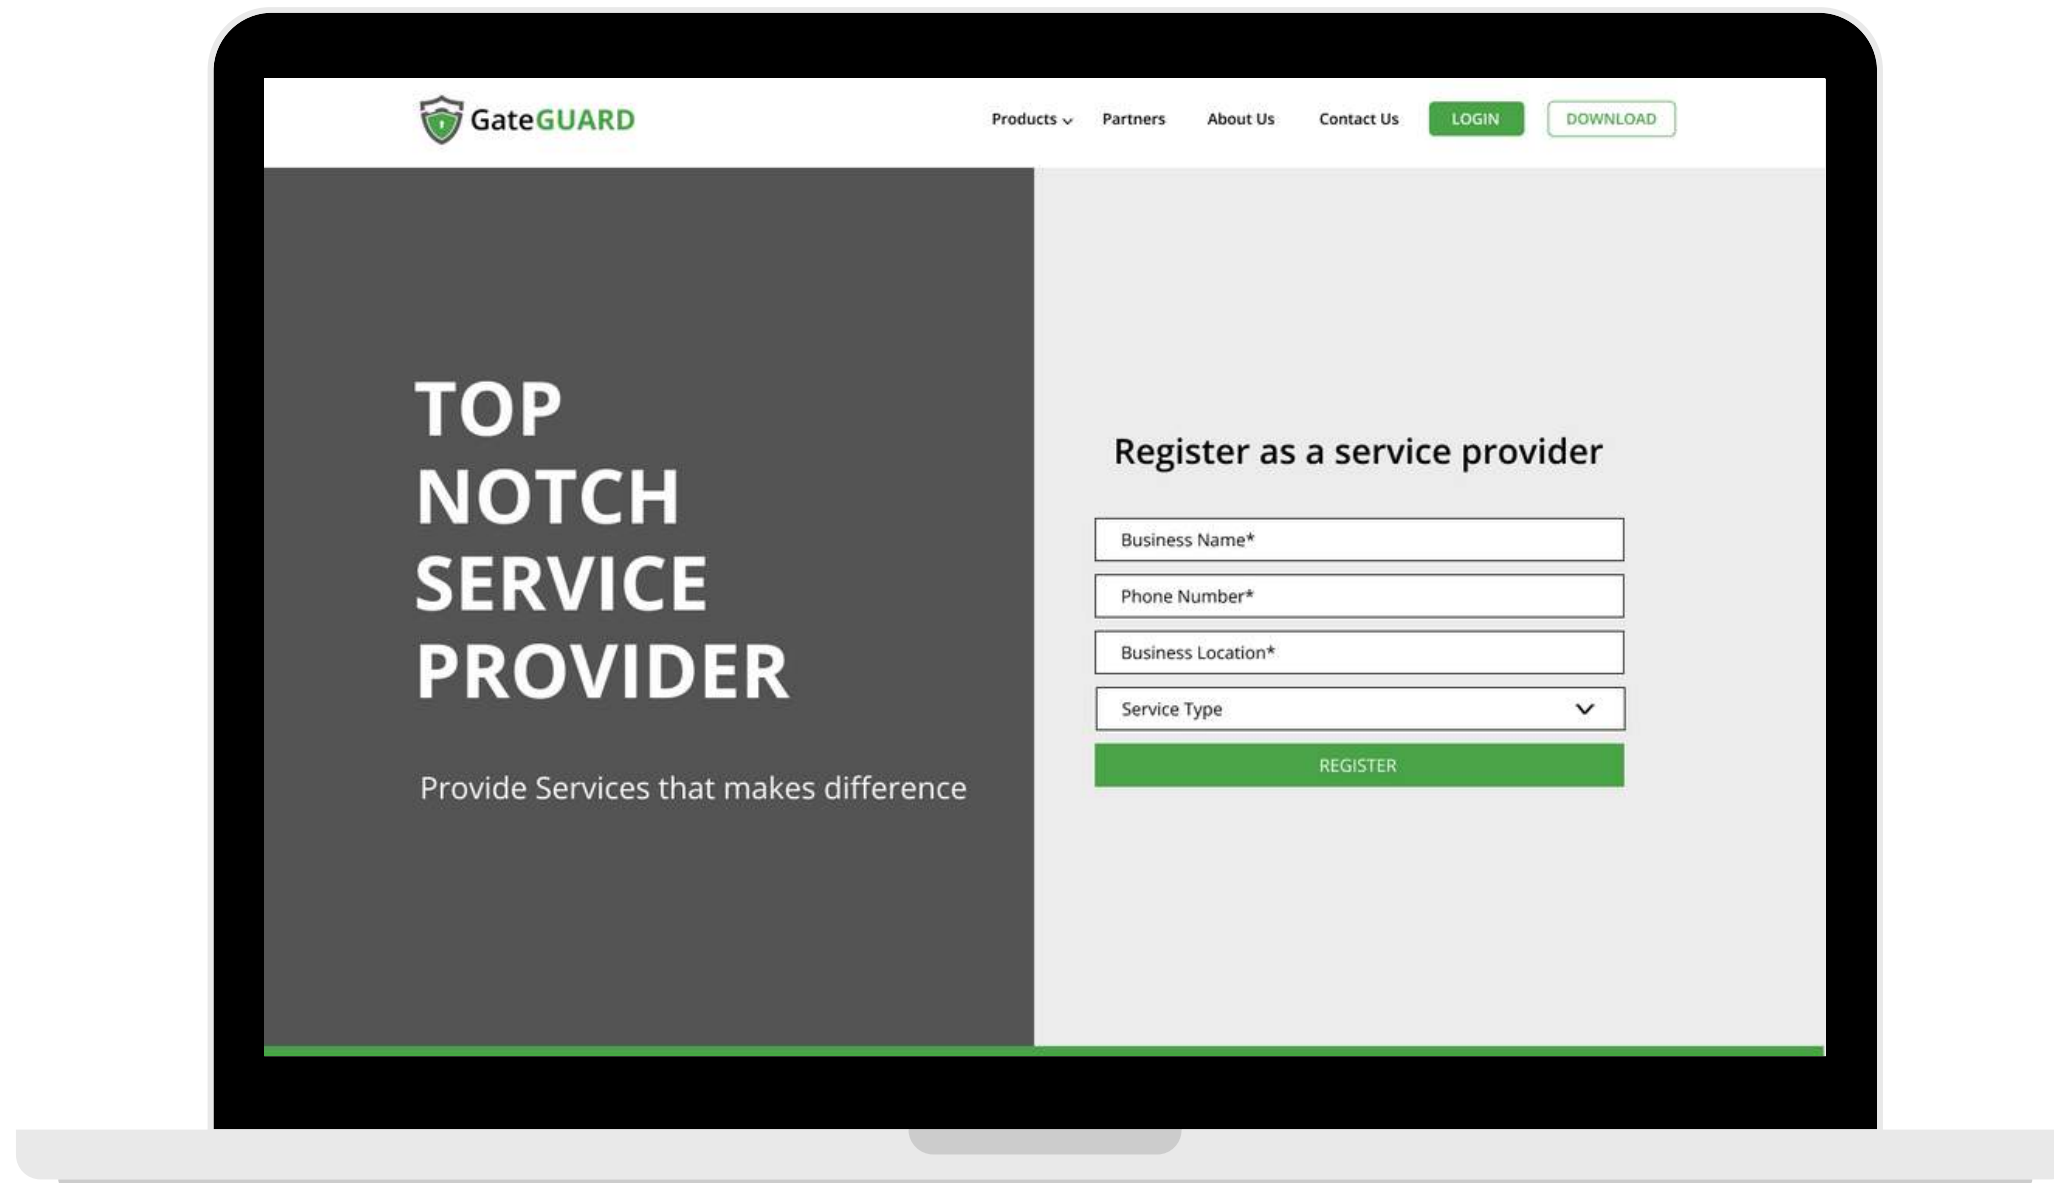 GateGUARD
Products Partners About Us Contact Us LOGIN DOWNLOAD
TOP
NOTCH
SERVICE
PROVIDER
Provide Services that makes difference
Register as a service provider
Business Name*
Phone Number*
Business Location*
Service Type
REGISTER